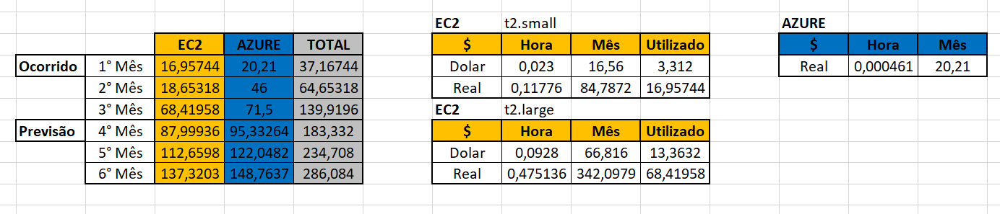 EC2 t2.small AZURE
EC2 AZURE TOTAL $ Hora Mês Utilizado $ Hora Mês
Ocorrido 1° Mês 16,95744 20,21 37,16744 Dolar 0,023 16,56 3,312 Real 0,000461 20,21
2° Mês 18,65318 46 64,65318 Real 0,11776 84,7872 16,95744
3° Mês 68,41958 71,5 139,9196 EC2 t2.large
Previsão 4° Mês 87,99936 95,33264 183,332 $ Hora Mês Utilizado
5° Mês 112,6598 122,0482 234,708 Dolar 0,0928 66,816 13,3632
6° Mês 137,3203 148,7637 286,084 Real 0,475136 342,0979 68,41958